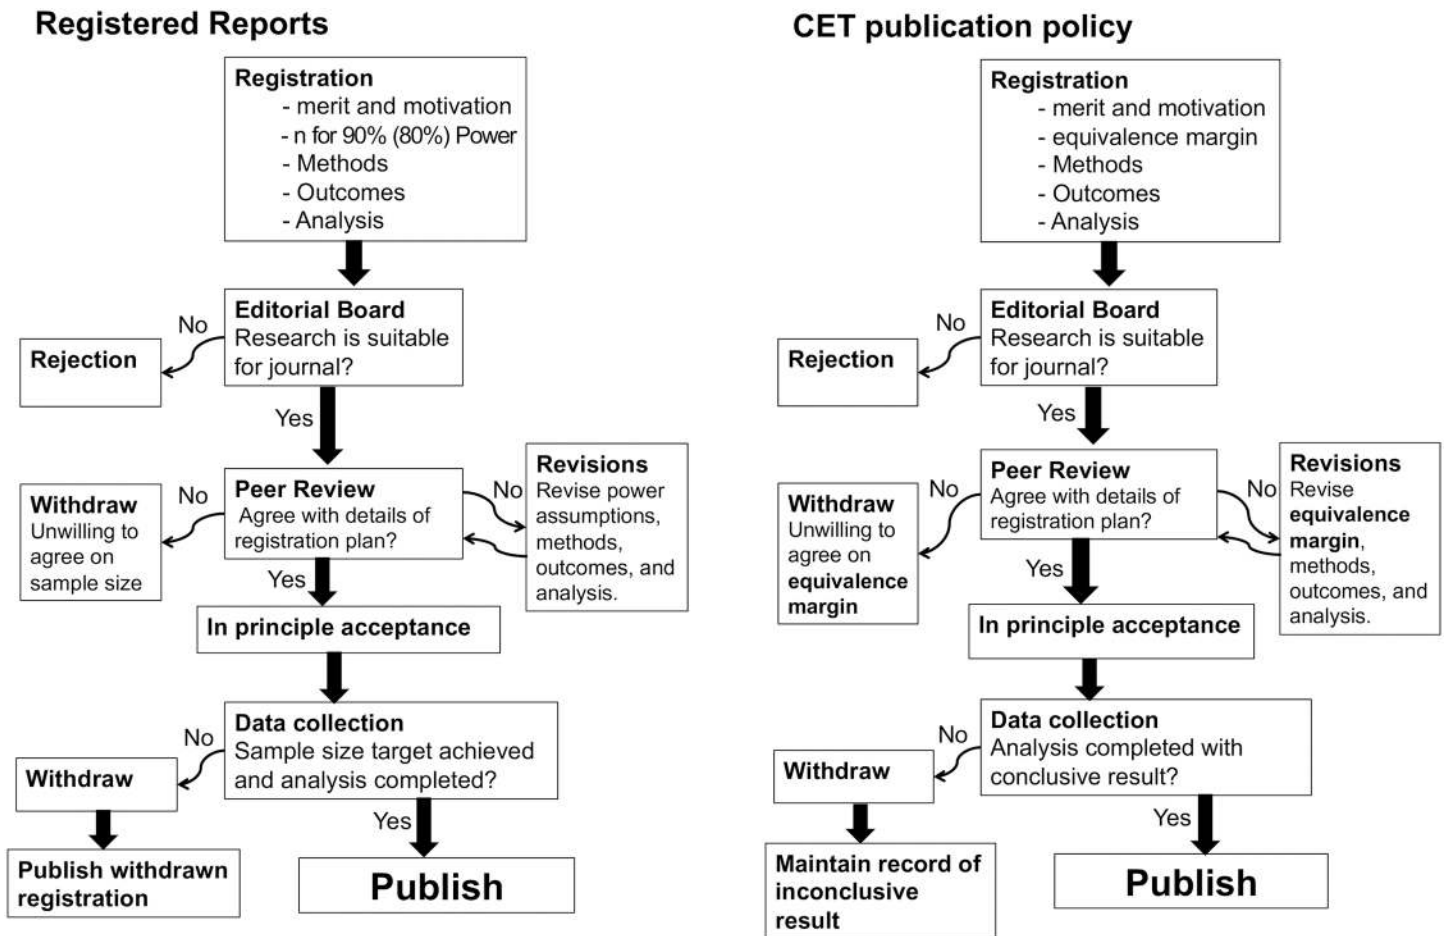 Registered Reports
Registration
- merit and motivation
- n for 90% (80%) Power
- Methods
- Outcomes
- Analysis
Editorial Board
Research is suitable
for journal?
No
Rejection
Yes
Peer Review
Agree with details of
registration plan?
No
Withdraw
Unwilling to
agree on
sample size
No
Revisions
Revise power
assumptions,
methods,
outcomes, and
analysis.
Yes
In principle acceptance
Data collection
Sample size target achieved
and analysis completed?
No
Withdraw
Publish withdrawn
registration
Yes
Publish
CET publication policy
Registration
- merit and motivation
- equivalence margin
- Methods
- Outcomes
- Analysis
Editorial Board
Research is suitable
for journal?
No
Rejection
Yes
Peer Review
Agree with details of
registration plan?
No
Withdraw
Unwilling to
agree on
equivalence
margin
No
Revisions
Revise
equivalence
margin,
methods,
outcomes, and
analysis.
Yes
In principle acceptance
Data collection
Analysis completed with
conclusive result?
No
Withdraw
Maintain record of
inconclusive
result
Yes
Publish